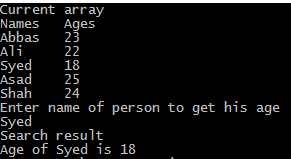 Current array
Names   Ages
Abbas   23
Ali     22
Syed    18
Asad    25
Shah    24
Enter name of person to get his age
Syed
Search result
Age of Syed is 18